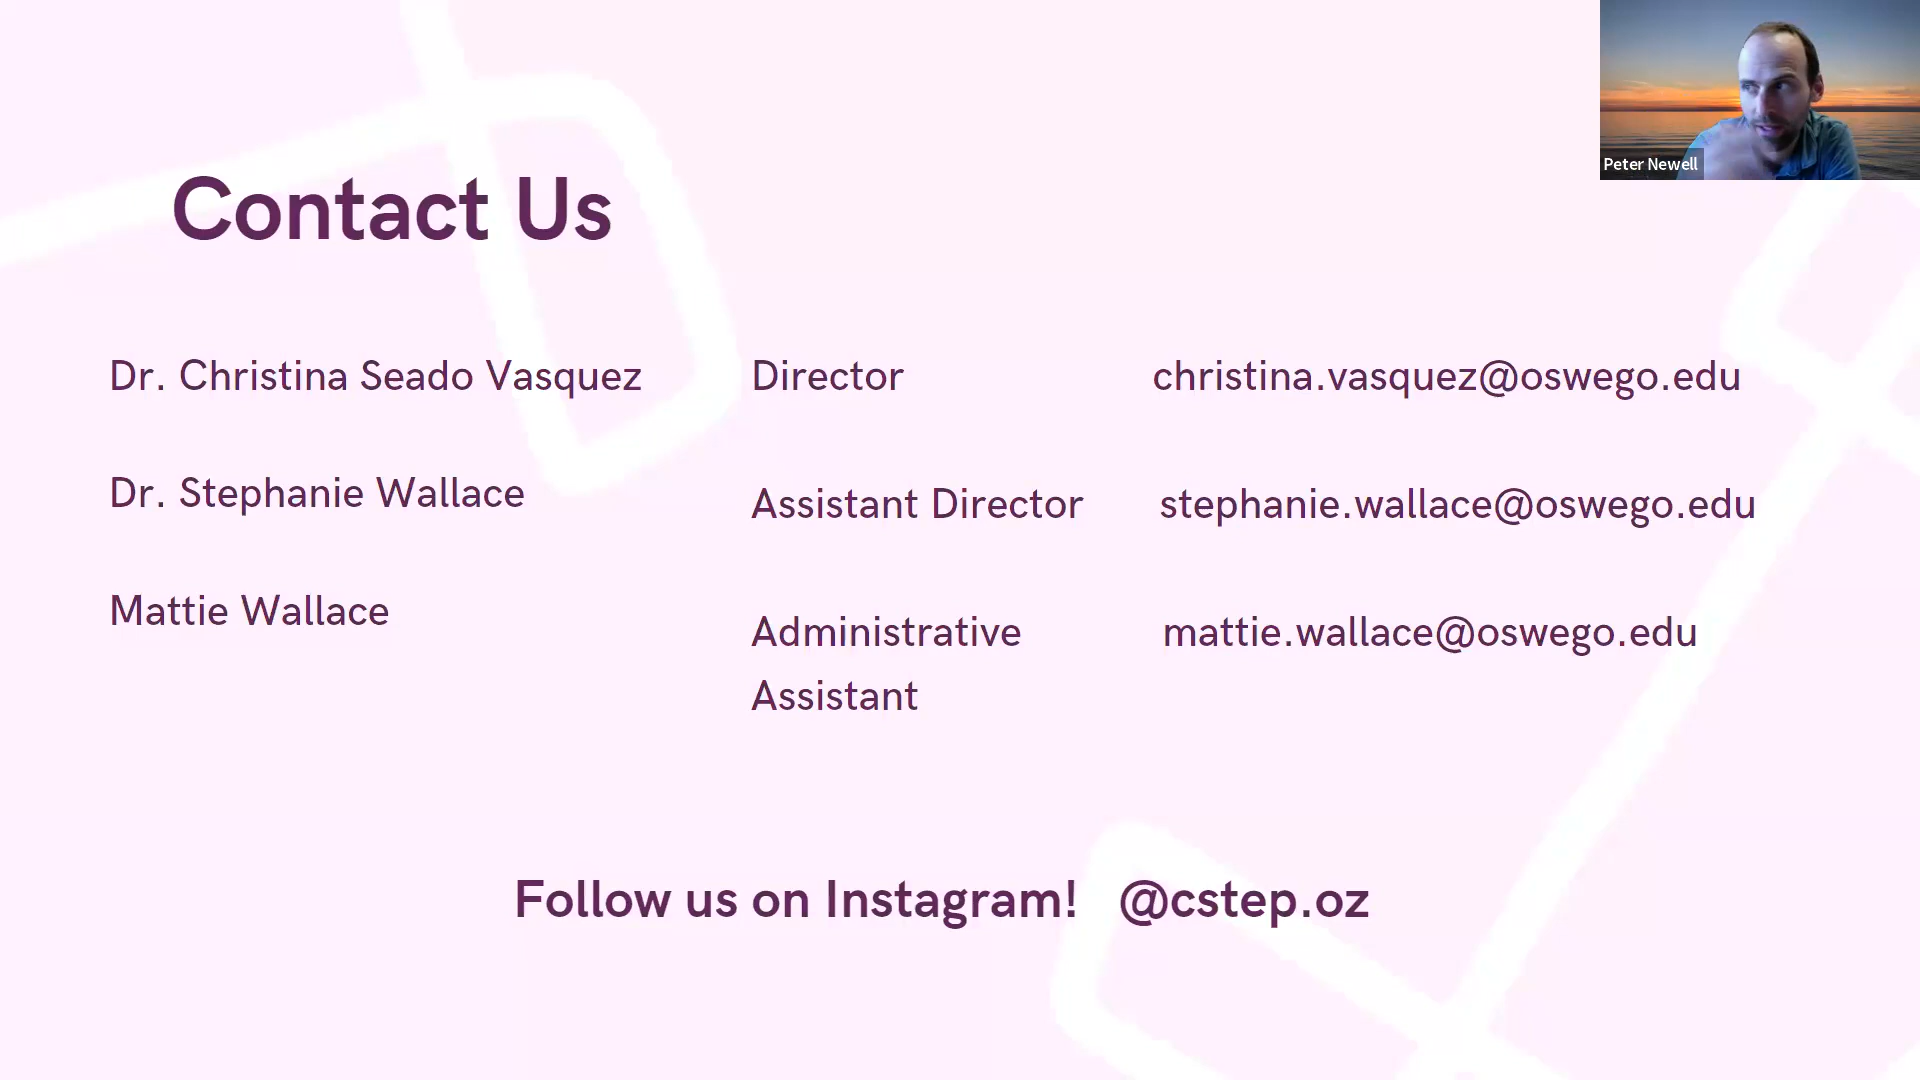 Peter Newell
Contact Us
Dr. Christina Seado Vasquez Director christina.vasquez@oswego.edu
Dr. Stephanie Wallace Assistant Director stephanie.wallace@oswego.edu
Mattie Wallace Administrative mattie.wallace@oswego.edu
Assistant
Follow us on Instagram! @cstep.oz